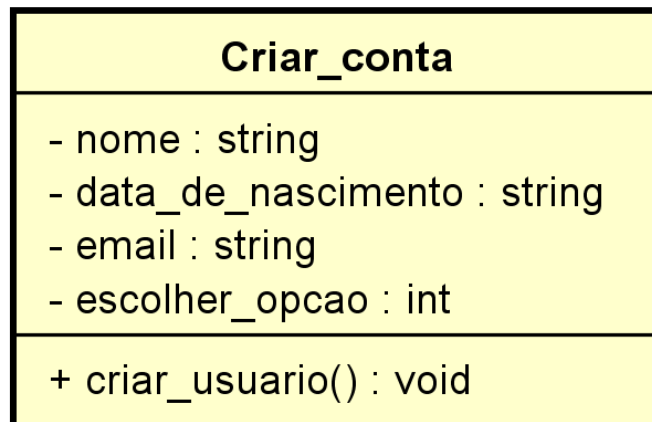 Criar_conta
- nome : string
- data_de_nascimento : string
- email : string
- escolher_opcao : int
+ criar_usuario() : void